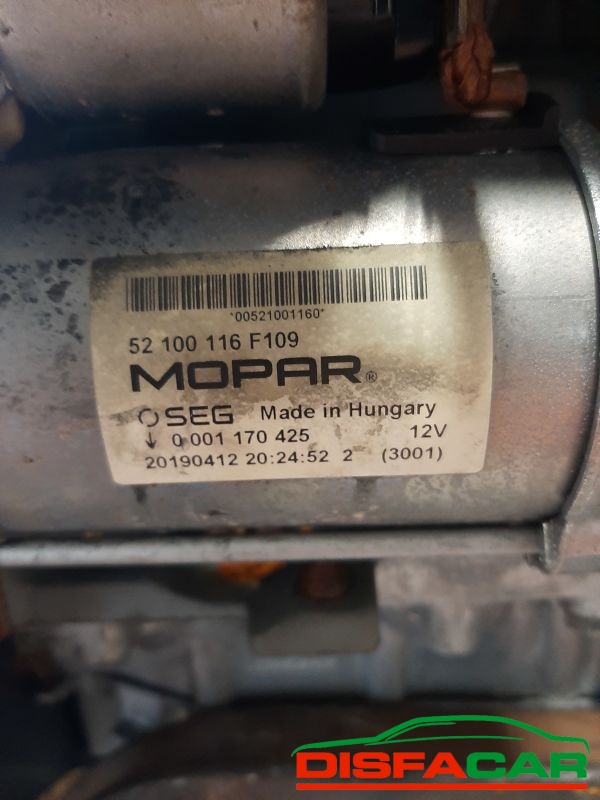 *00521001160*
52 100 116 F109
MOPAR®
SEG Made in Hungary
↓ 0 001 170 425 12V
20190412 20:24:52 2 (3001)
DISFACAR